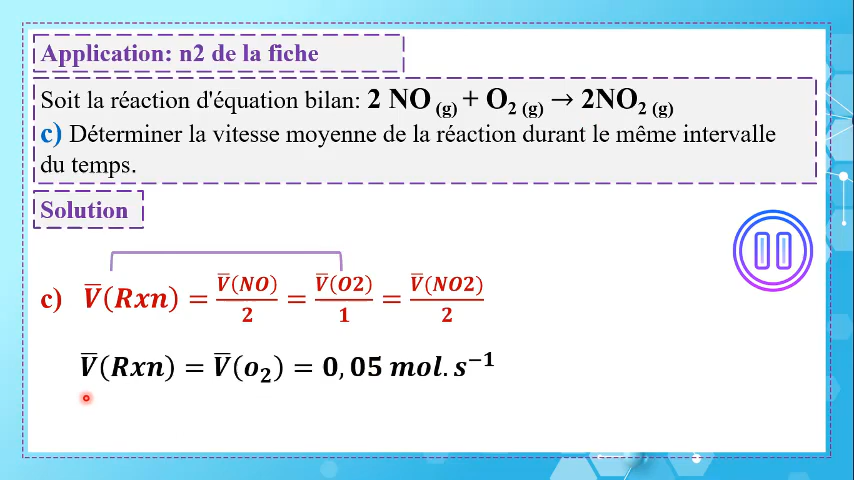 Application: n2 de la fiche
Soit la réaction d'équation bilan: 2 NO (g) + O2 (g) → 2NO2 (g)
c) Déterminer la vitesse moyenne de la réaction durant le même intervalle
du temps.
Solution
c) V̅(Rxn) = V̅(NO)/2 = V̅(O2)/1 = V̅(NO2)/2
V̅(Rxn) = V̅(o₂) = 0,05 mol.s⁻¹